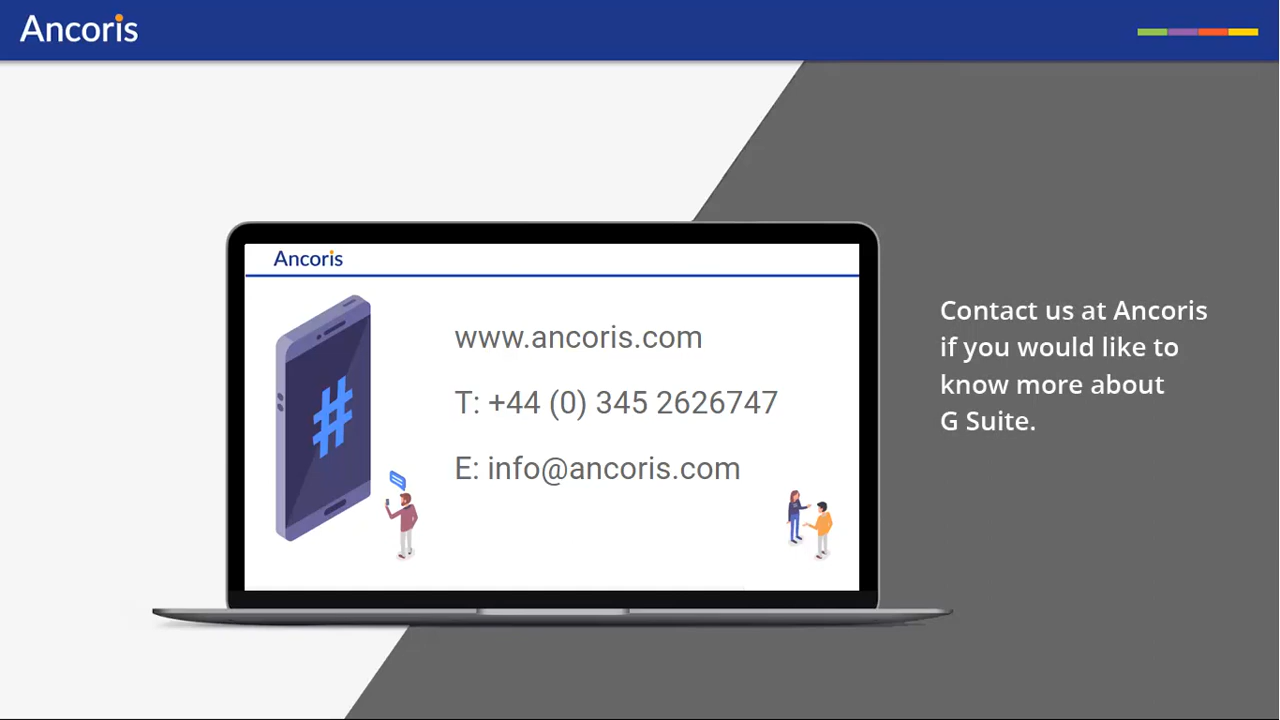 Ancoris
Ancoris
www.ancoris.com
T: +44 (0) 345 2626747
E: info@ancoris.com
#
Contact us at Ancoris
if you would like to
know more about
G Suite.